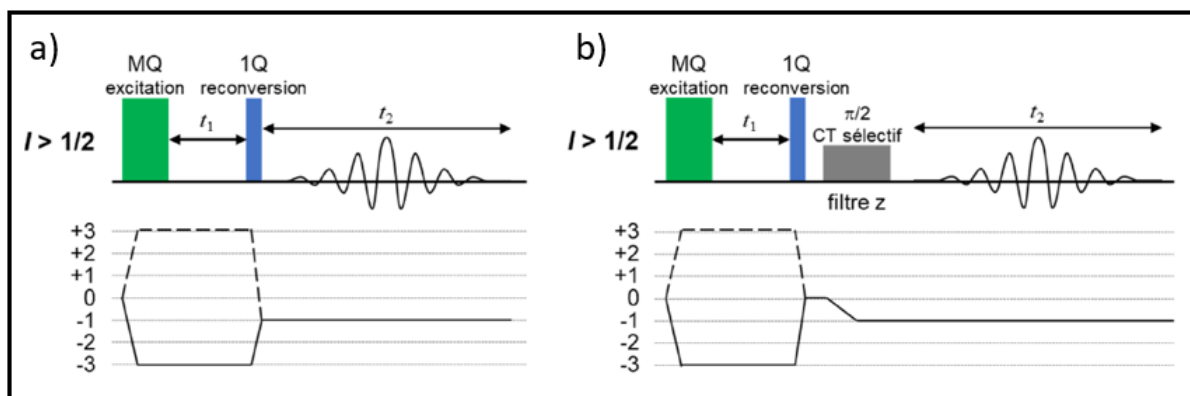 a)
MQ
excitation
1Q
reconversion
t1
t2
I > 1/2
+3
+2
+1
0
-1
-2
-3
b)
MQ
excitation
1Q
reconversion
t1
π/2
CT sélectif
t2
I > 1/2
filtre z
+3
+2
+1
0
-1
-2
-3